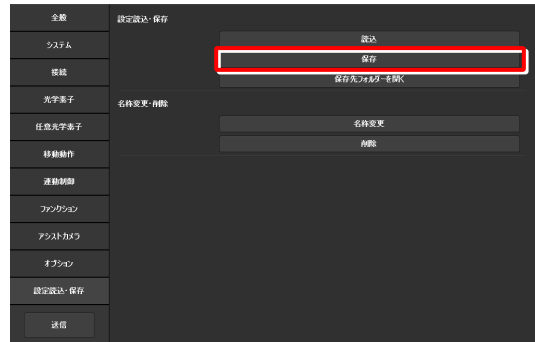 全般
システム
接続
光学素子
任意光学素子
移動動作
連動制御
ファンクション
アシストカメラ
オプション
設定読込・保存
送信
設定読込・保存
読込
保存
保存先フォルダーを開く
名称変更・削除
名称変更
削除